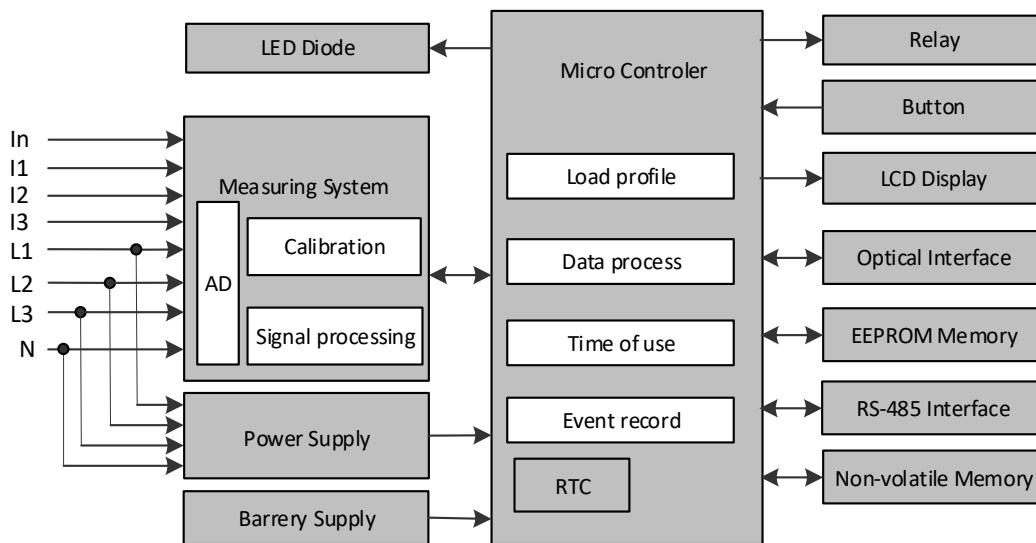 LED Diode
In
I1
I2
I3
L1
L2
L3
N
Measuring System
AD
Calibration
Signal processing
Power Supply
Barrery Supply
Micro Controler
Load profile
Data process
Time of use
Event record
RTC
Relay
Button
LCD Display
Optical Interface
EEPROM Memory
RS-485 Interface
Non-volatile Memory